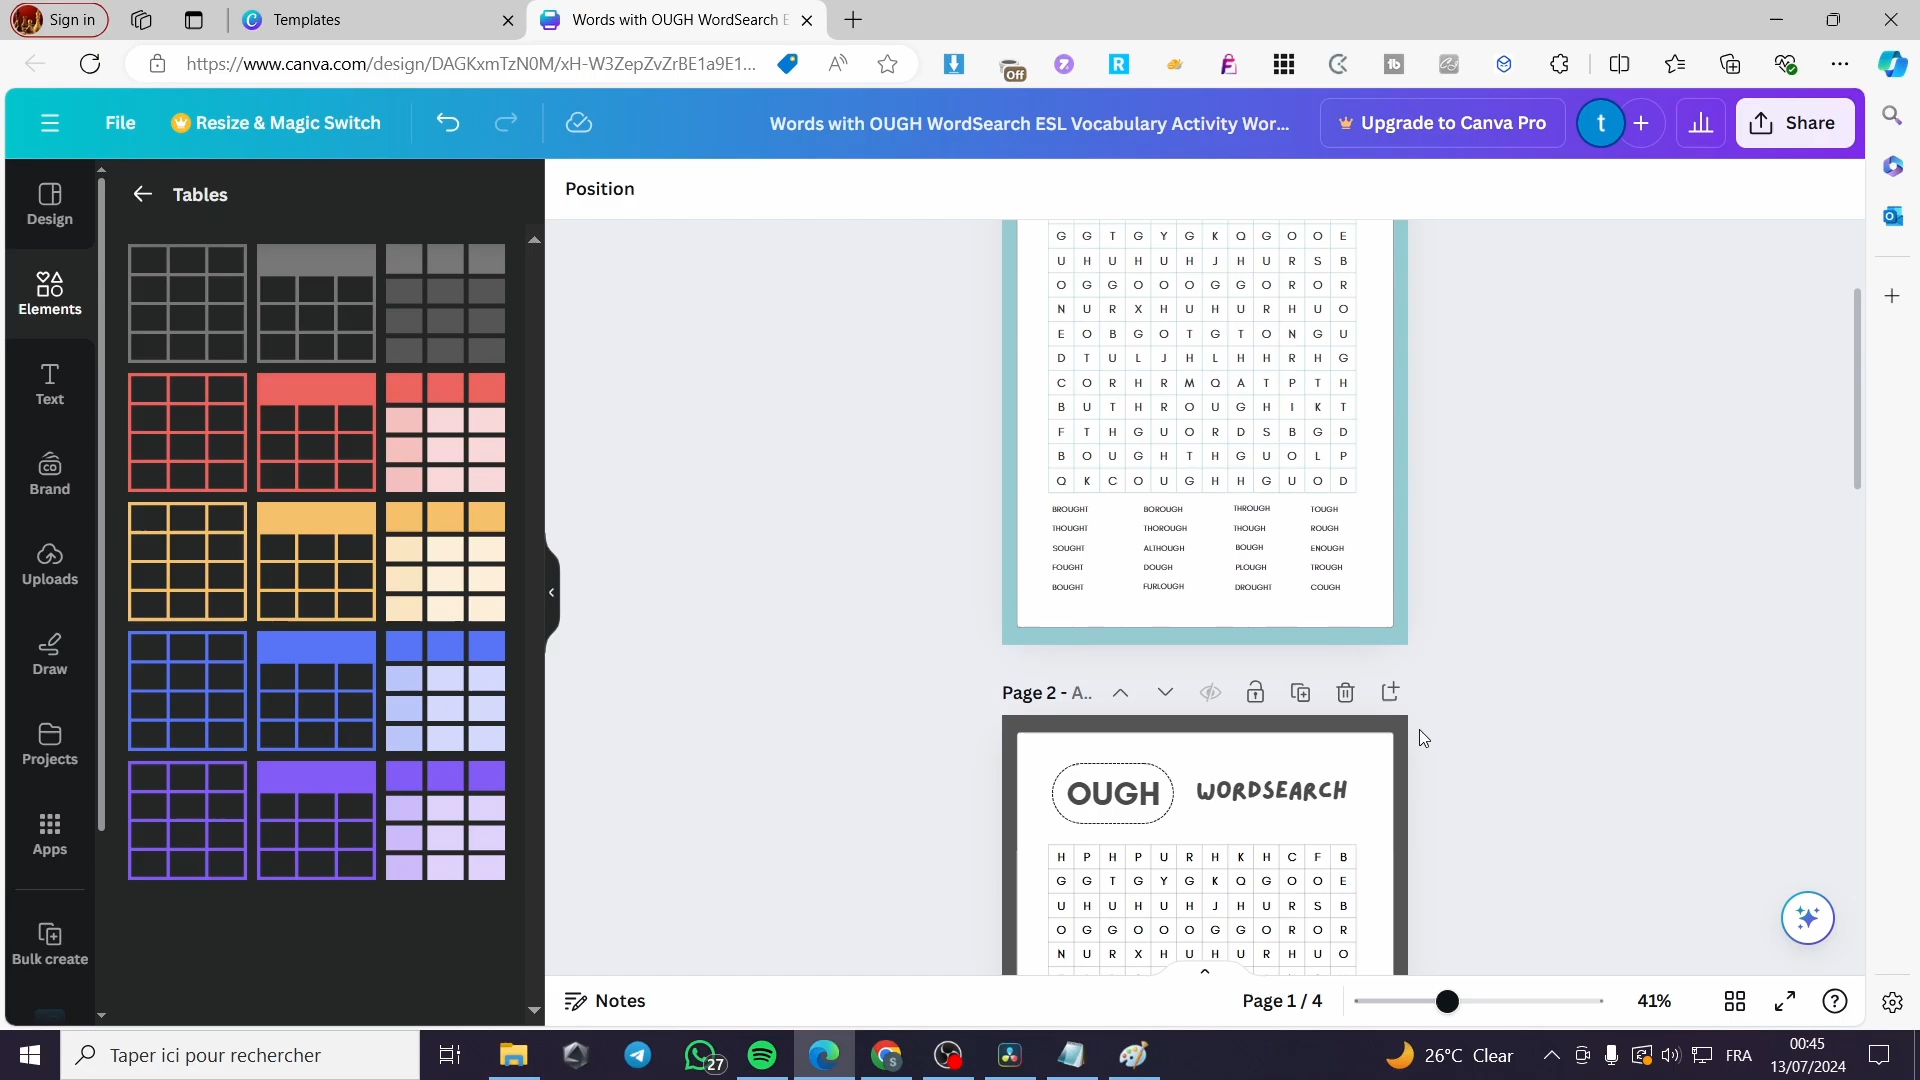 Sign in
Templates
Words with OUGH WordSearch E
https://www.canva.com/design/DAGKxmTzN0M/xH-W3ZepZvZrBE1a9E1...
Off
tb
File
Resize & Magic Switch
Words with OUGH WordSearch ESL Vocabulary Activity Wor...
Upgrade to Canva Pro
t
Share
Design
Elements
Text
Brand
Uploads
Draw
Projects
Apps
Bulk create
Tables
Position
G G T G Y G K Q G O O E
U H U H U H J H U R S B
O G G O O O G G O R O R
N U R X H U H U R H U O
E O B G O T G T O N G U
D T U L J H L H H R H G
C O R H R M Q A T P T H
B U T H R O U G H I K T
F T H G U O R D S B G D
B O U G H T H G U O L P
Q K C O U G H H G U O D
BROUGHT BOROUGH THROUGH TOUGH
THOUGHT THOROUGH THOUGH ROUGH
SOUGHT ALTHOUGH BOUGH ENOUGH
FOUGHT DOUGH PLOUGH TROUGH
BOUGHT FURLOUGH DROUGHT COUGH
Page 2 - A..
OUGH WORDSEARCH
H P H P U R H K H C F B
G G T G Y G K Q G O O E
U H U H U H J H U R S B
O G G O O O G G O R O R
N U R X H U H U R H U O
Notes
Page 1 / 4
41%
Taper ici pour rechercher
27
26°C Clear
FRA
00:45
13/07/2024